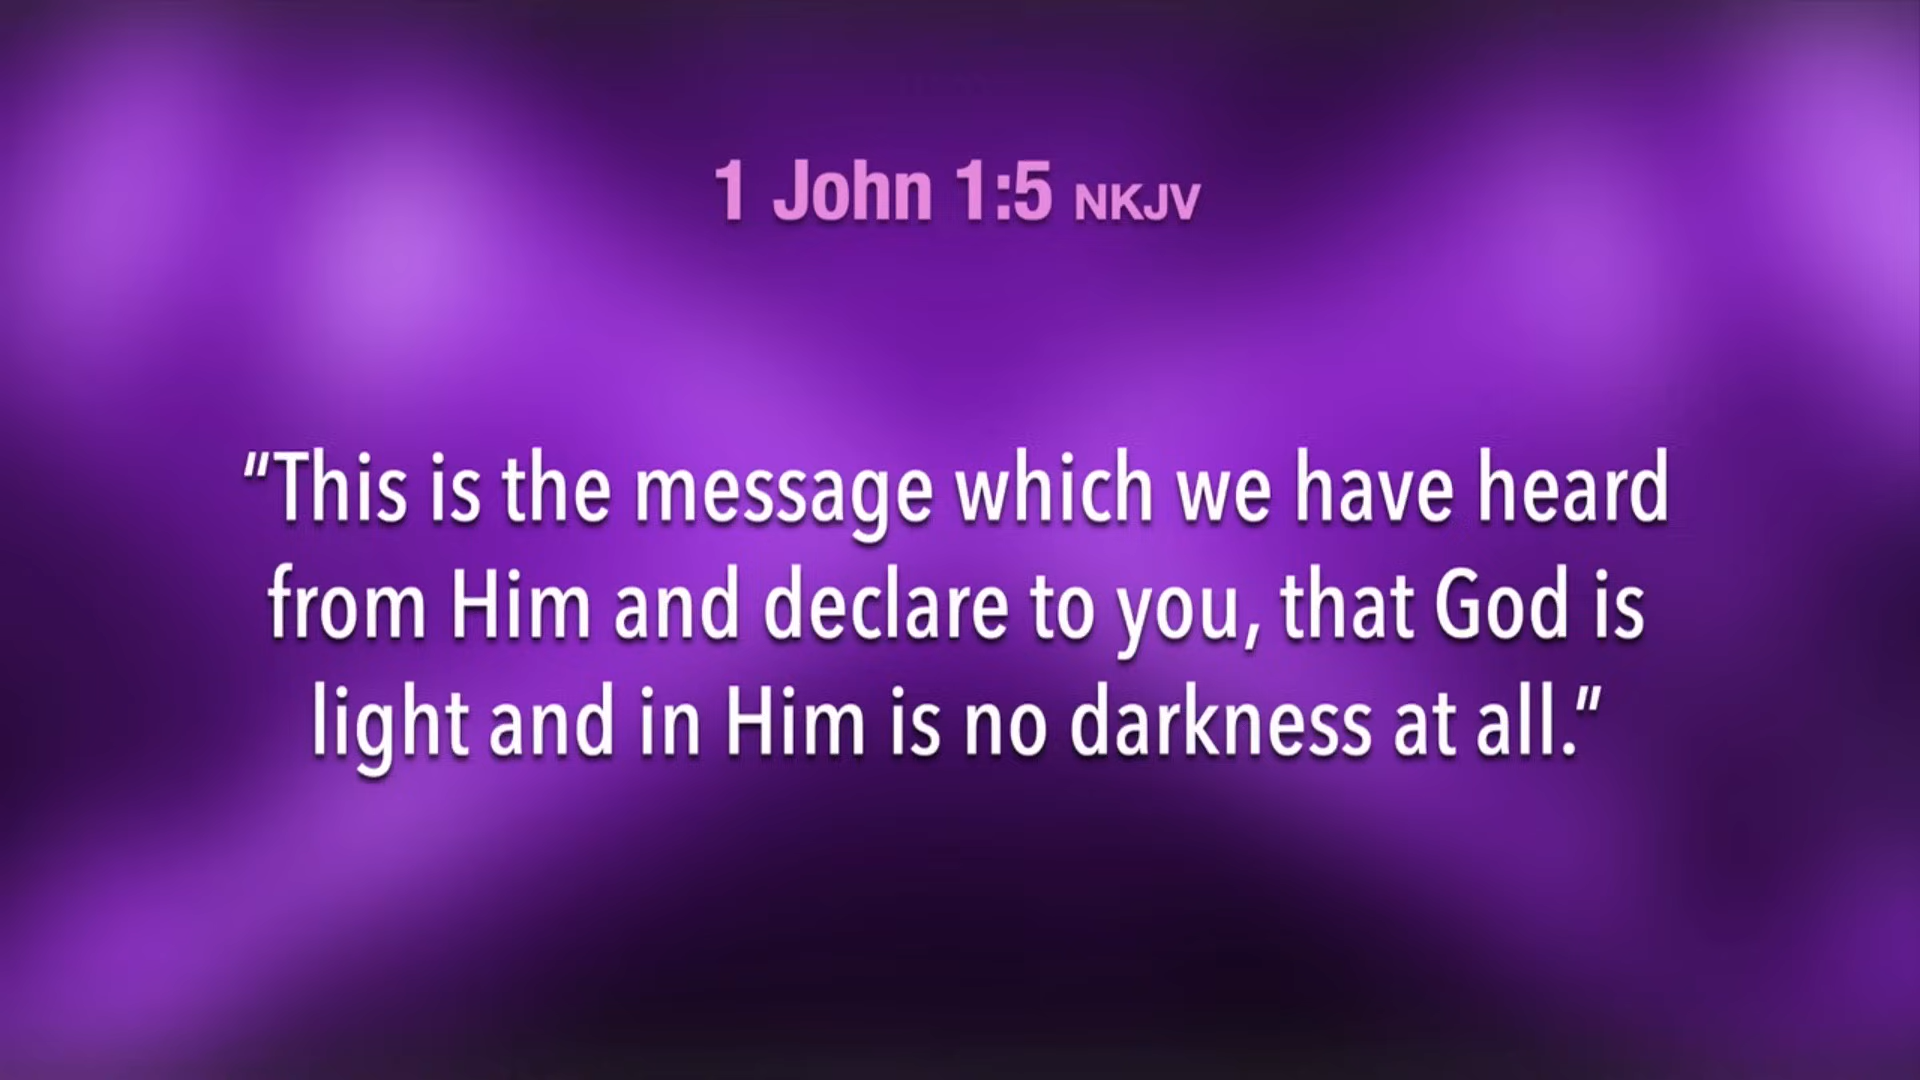 1 John 1:5 NKJV
“This is the message which we have heard
from Him and declare to you, that God is
light and in Him is no darkness at all.”